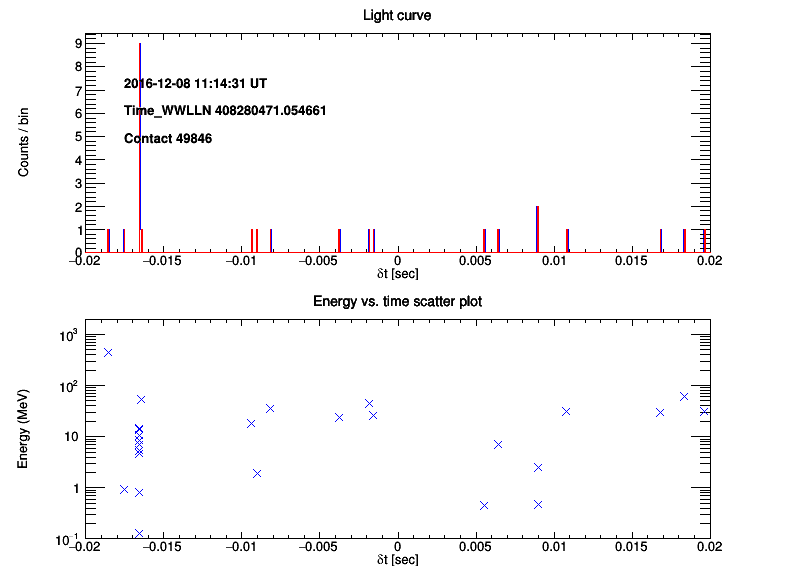 Light curve
Counts / bin
9
8
7
6
5
4
3
2
1
0
2016-12-08 11:14:31 UT
Time_WWLLN 408280471.054661
Contact 49846
−0.02 −0.015 −0.01 −0.005 0 0.005 0.01 0.015 0.02
δt [sec]
Energy vs. time scatter plot
Energy (MeV)
10³
10²
10
1
10⁻¹
−0.02 −0.015 −0.01 −0.005 0 0.005 0.01 0.015 0.02
δt [sec]